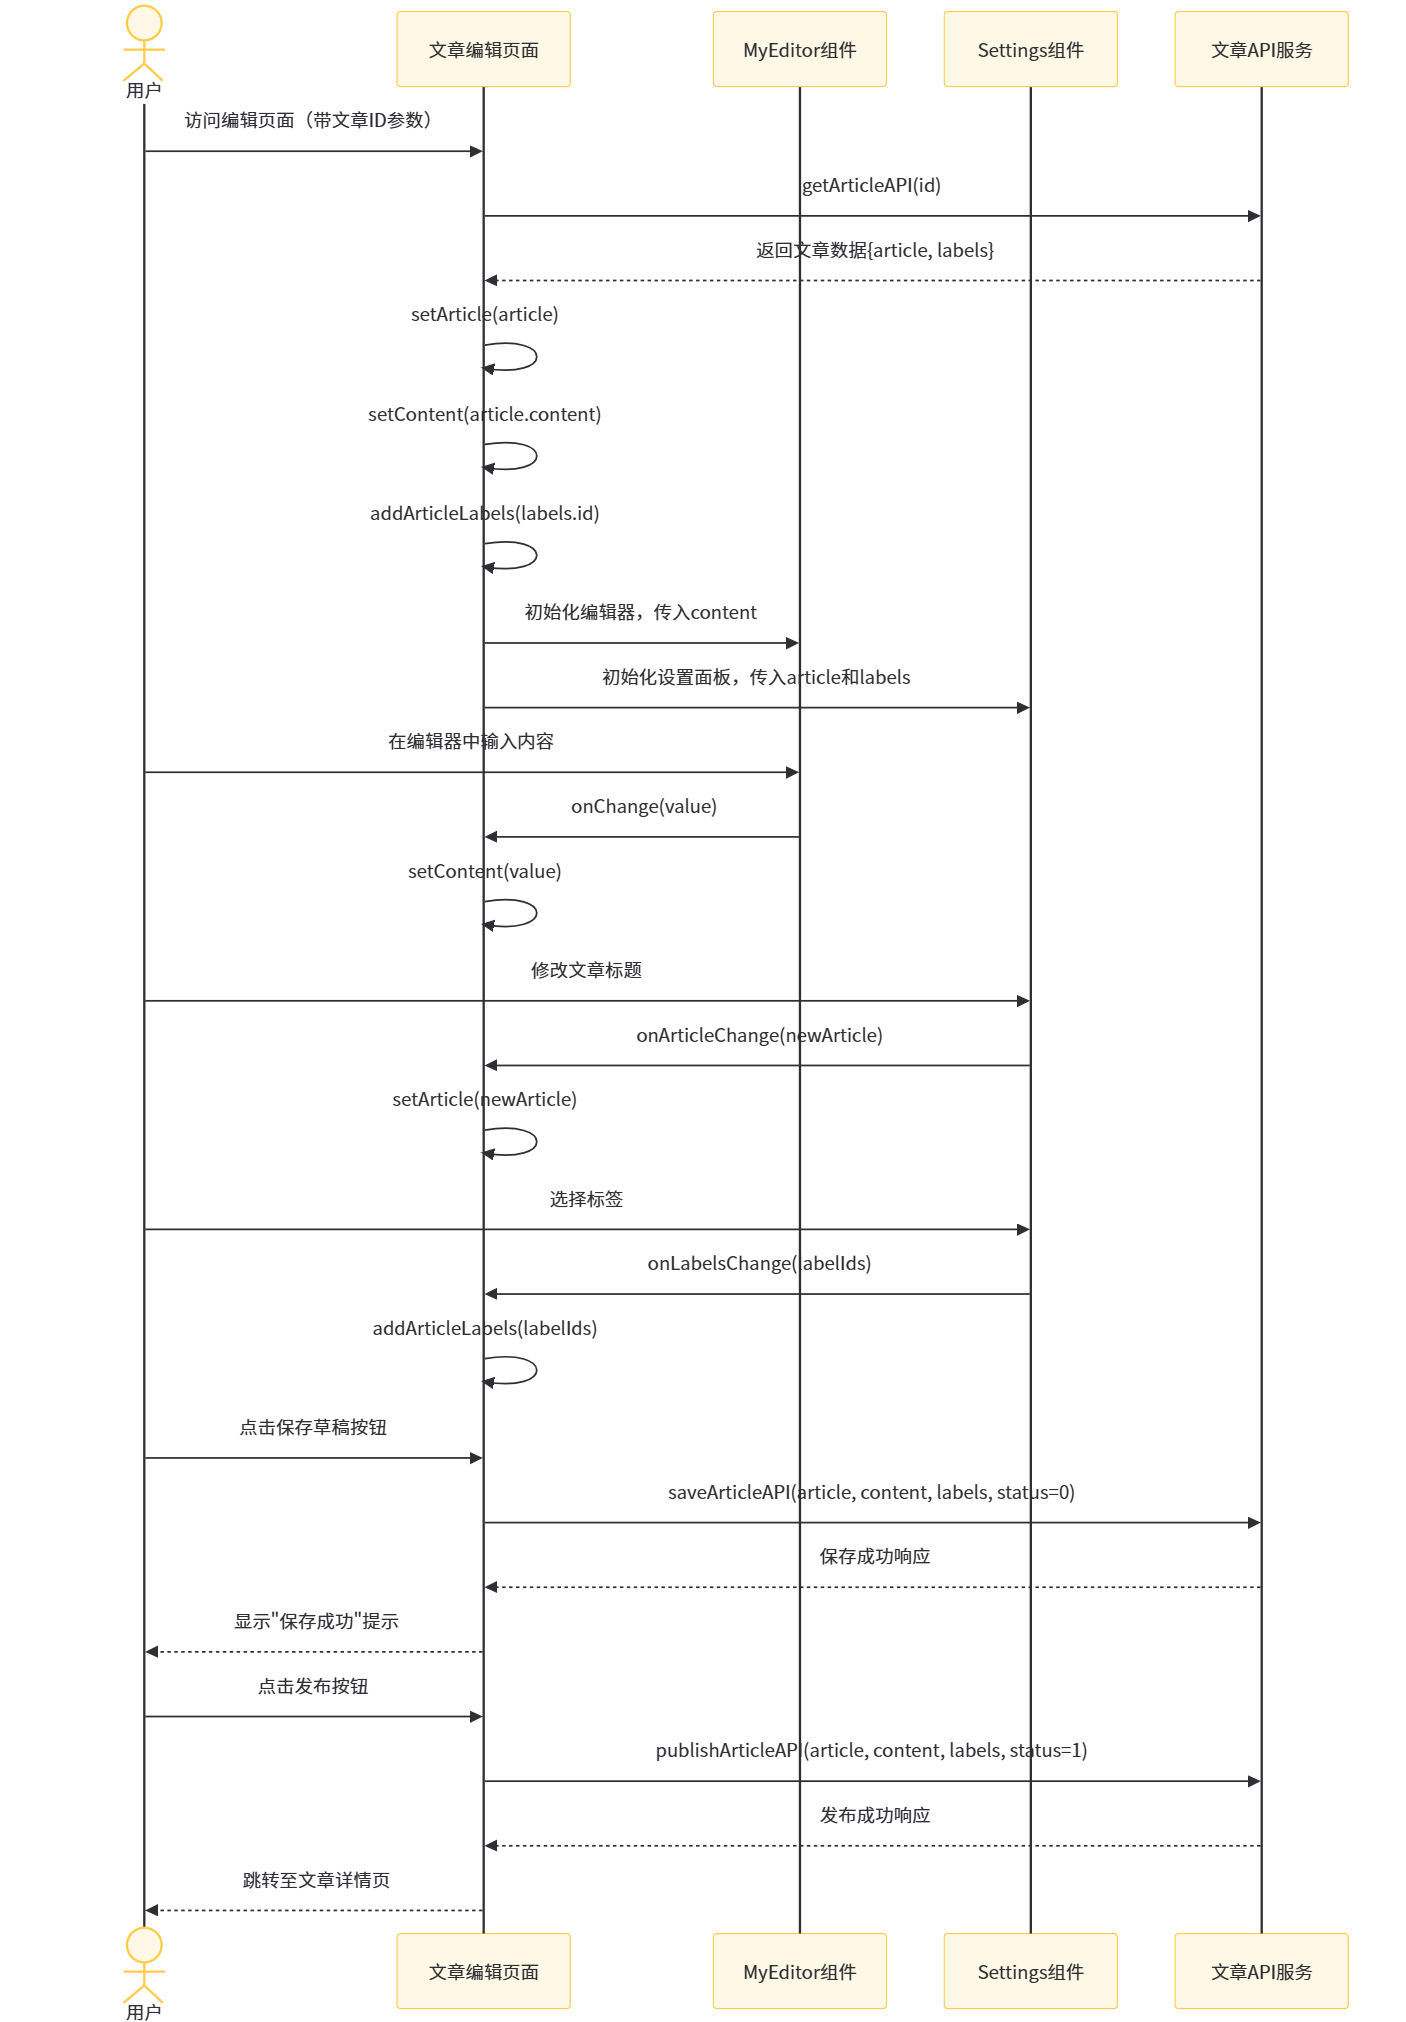 用户
文章编辑页面
MyEditor组件
Settings组件
文章API服务
访问编辑页面（带文章ID参数）
getArticleAPI(id)
返回文章数据{article, labels}
setArticle(article)
setContent(article.content)
addArticleLabels(labels.id)
初始化编辑器，传入content
初始化设置面板，传入article和labels
在编辑器中输入内容
onChange(value)
setContent(value)
修改文章标题
onArticleChange(newArticle)
setArticle(newArticle)
选择标签
onLabelsChange(labelIds)
addArticleLabels(labelIds)
点击保存草稿按钮
saveArticleAPI(article, content, labels, status=0)
保存成功响应
显示"保存成功"提示
点击发布按钮
publishArticleAPI(article, content, labels, status=1)
发布成功响应
跳转至文章详情页
用户
文章编辑页面
MyEditor组件
Settings组件
文章API服务